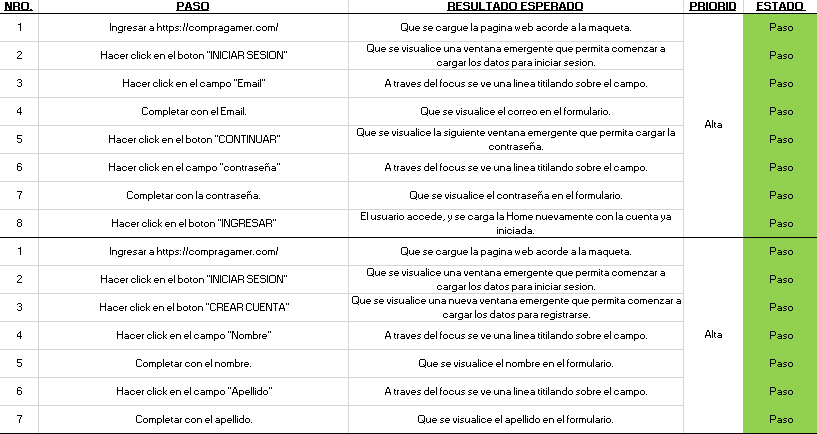 NRO. PASO RESULTADO ESPERADO PRIORID ESTADO
1 Ingresar a https://compragamer.com/ Que se cargue la pagina web acorde a la maqueta. Paso
2 Hacer click en el boton "INICIAR SESION" Que se visualice una ventana emergente que permita comenzar a
cargar los datos para iniciar sesion. Paso
3 Hacer click en el campo "Email" A traves del focus se ve una linea titilando sobre el campo. Paso
4 Completar con el Email. Que se visualice el correo en el formulario. Paso
Alta
5 Hacer click en el boton "CONTINUAR" Que se visualice la siguiente ventana emergente que permita cargar la
contraseña. Paso
6 Hacer click en el campo "contraseña" A traves del focus se ve una linea titilando sobre el campo. Paso
7 Completar con la contraseña. Que se visualice el contraseña en el formulario. Paso
8 Hacer click en el boton "INGRESAR" El usuario accede, y se carga la Home nuevamente con la cuenta ya
iniciada. Paso
1 Ingresar a https://compragamer.com/ Que se cargue la pagina web acorde a la maqueta. Paso
2 Hacer click en el boton "INICIAR SESION" Que se visualice una ventana emergente que permita comenzar a
cargar los datos para iniciar sesion. Paso
3 Hacer click en el boton "CREAR CUENTA" Que se visualice una nueva ventana emergente que permita comenzar a
cargar los datos para registrarse. Paso
4 Hacer click en el campo "Nombre" A traves del focus se ve una linea titilando sobre el campo. Alta Paso
5 Completar con el nombre. Que se visualice el nombre en el formulario. Paso
6 Hacer click en el campo "Apellido" A traves del focus se ve una linea titilando sobre el campo. Paso
7 Completar con el apellido. Que se visualice el apellido en el formulario. Paso